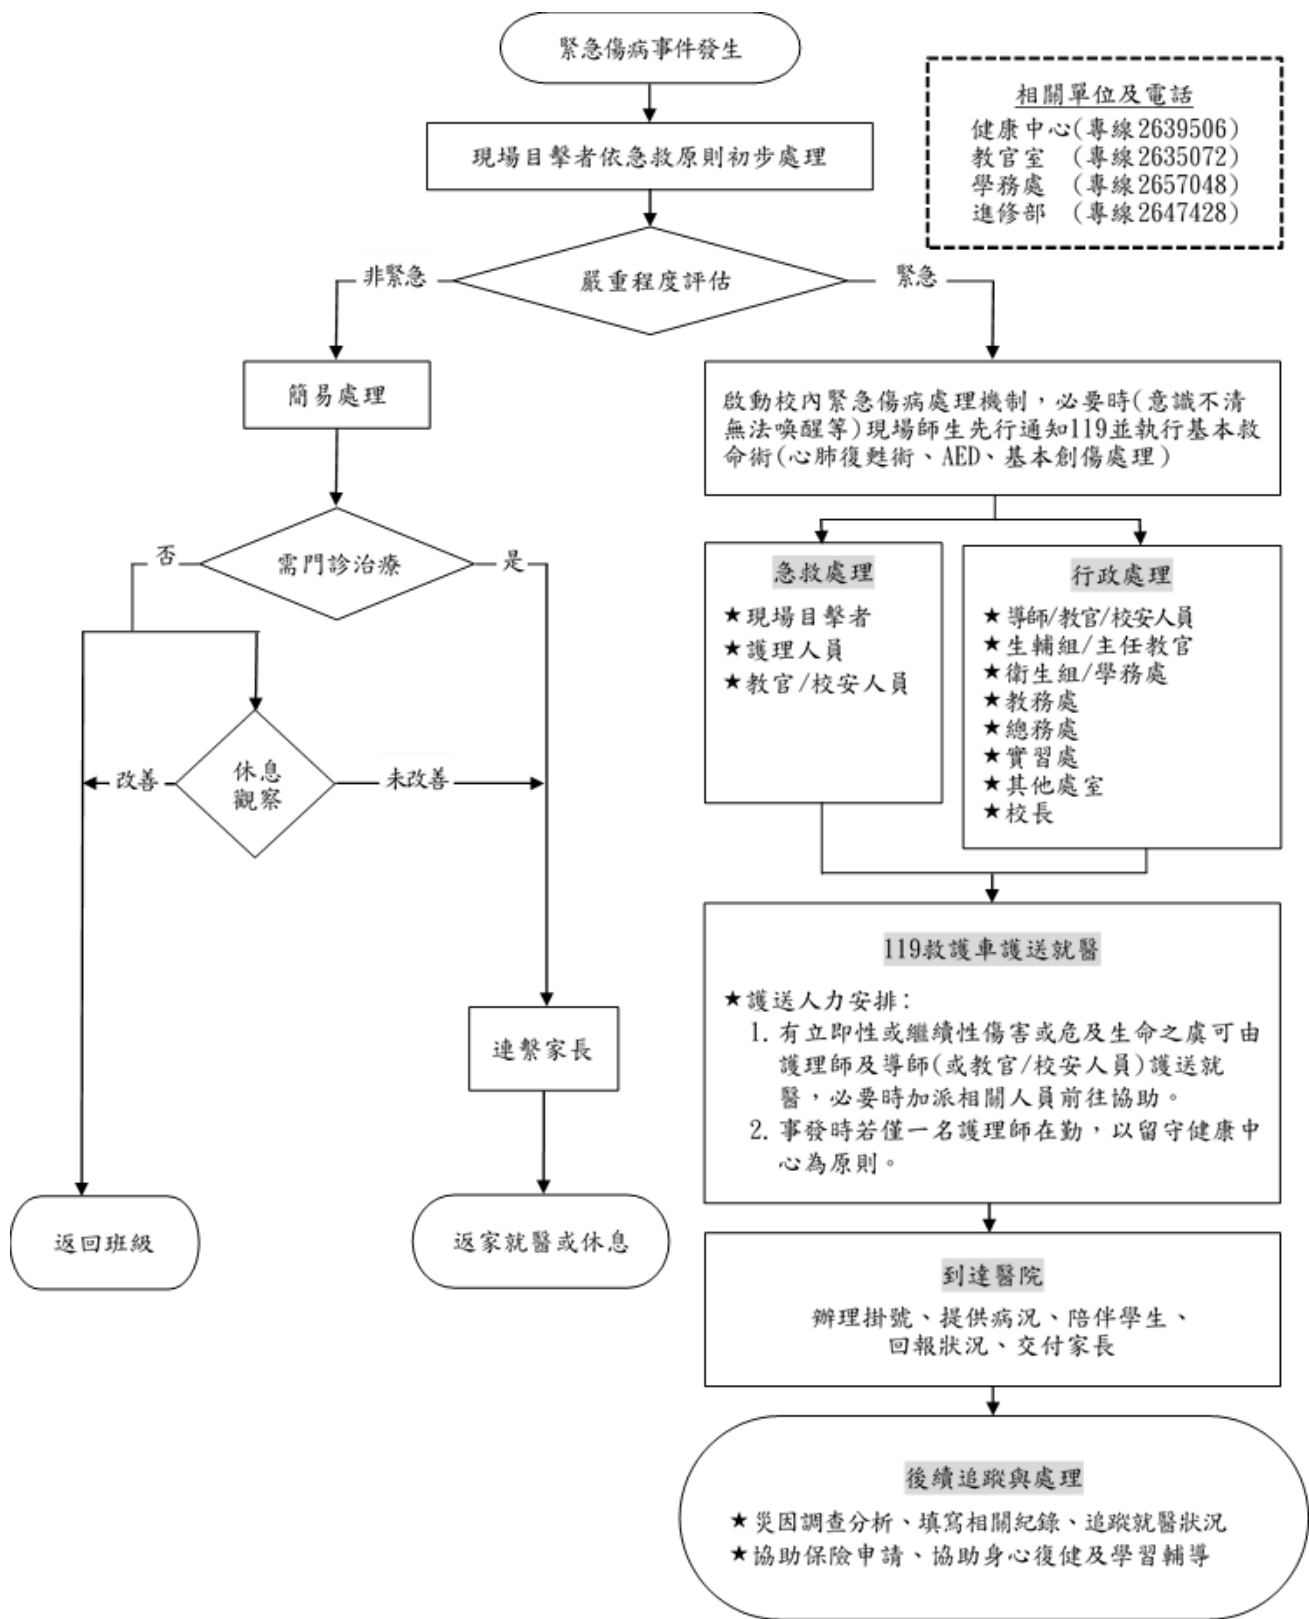 緊急傷病事件發生
相關單位及電話
健康中心(專線2639506)
教官室 (專線2635072)
學務處 (專線2657048)
進修部 (專線2647428)
現場目擊者依急救原則初步處理
嚴重程度評估
非緊急
緊急
簡易處理
啟動校內緊急傷病處理機制，必要時(意識不清
無法喚醒等)現場師生先行通知119並執行基本救
命術(心肺復甦術、AED、基本創傷處理)
需門診治療
否
是
急救處理
★現場目擊者
★護理人員
★教官/校安人員
行政處理
★導師/教官/校安人員
★生輔組/主任教官
★衛生組/學務處
★教務處
★總務處
★實習處
★其他處室
★校長
休息
觀察
改善
未改善
119救護車護送就醫
★護送人力安排：
1. 有立即性或繼續性傷害或危及生命之虞可由
護理師及導師(或教官/校安人員)護送就
醫，必要時加派相關人員前往協助。
2. 事發時若僅一名護理師在勤，以留守健康中
心為原則。
連繫家長
返回班級
返家就醫或休息
到達醫院
辦理掛號、提供病況、陪伴學生、
回報狀況、交付家長
後續追蹤與處理
★災因調查分析、填寫相關紀錄、追蹤就醫狀況
★協助保險申請、協助身心復健及學習輔導